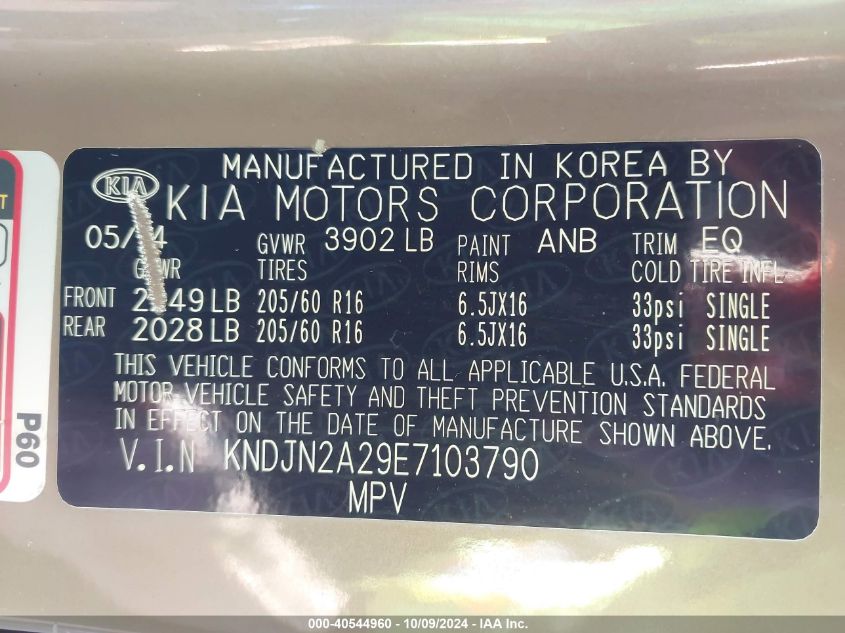 MANUFACTURED IN KOREA BY
KIA KIA MOTORS CORPORATION
GVWR 3902 LB PAINT ANB TRIM EQ
TIRES RIMS COLD TIRE INFL
FRONT LB 205/60 R16 6.5JX16 33psi SINGLE
REAR 2028 LB 205/60 R16 6.5JX16 33psi SINGLE
THIS VEHICLE CONFORMS TO ALL APPLICABLE U.S.A. FEDERAL
MOTOR VEHICLE SAFETY AND THEFT PREVENTION STANDARDS
IN EFFECT ON THE DATE OF MANUFACTURE SHOWN ABOVE.
V.I.N KNDJN2A29E7103790
MPV
P60
000-40544960 - 10/09/2024 - IAA Inc.